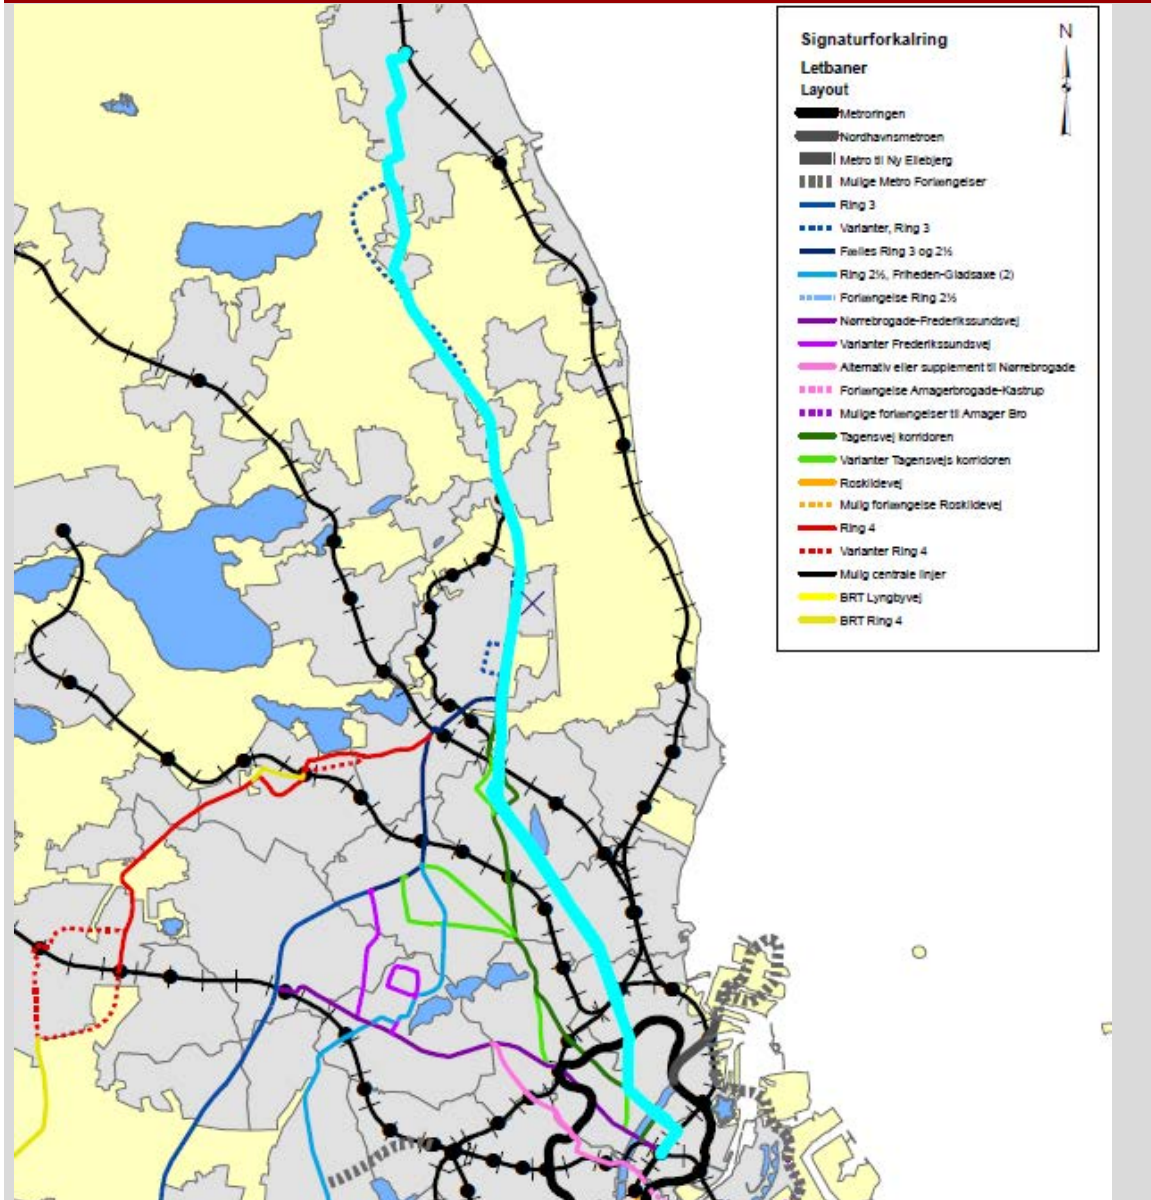 N
Signaturforkalring
Letbaner
Layout
Metroringen
Nordhavnsmetroen
Metro til Ny Ellebjerg
Mulige Metro Forlængelser
Ring 3
Varianter, Ring 3
Fælles Ring 3 og 2½
Ring 2½, Friheden-Gladsaxe (2)
Forlængelse Ring 2½
Nørrebrogade-Frederikssundsvej
Varianter Frederikssundsvej
Alternativ eller supplement til Nørrebrogade
Forlængelse Amagerbrogade-Kastrup
Mulige forlængelser til Amager Bro
Tagensvej korridoren
Varianter Tagensvejs korridoren
Roskildevej
Mulig forlængelse Roskildevej
Ring 4
Varianter Ring 4
Mulig centrale linjer
BRT Lyngbyvej
BRT Ring 4